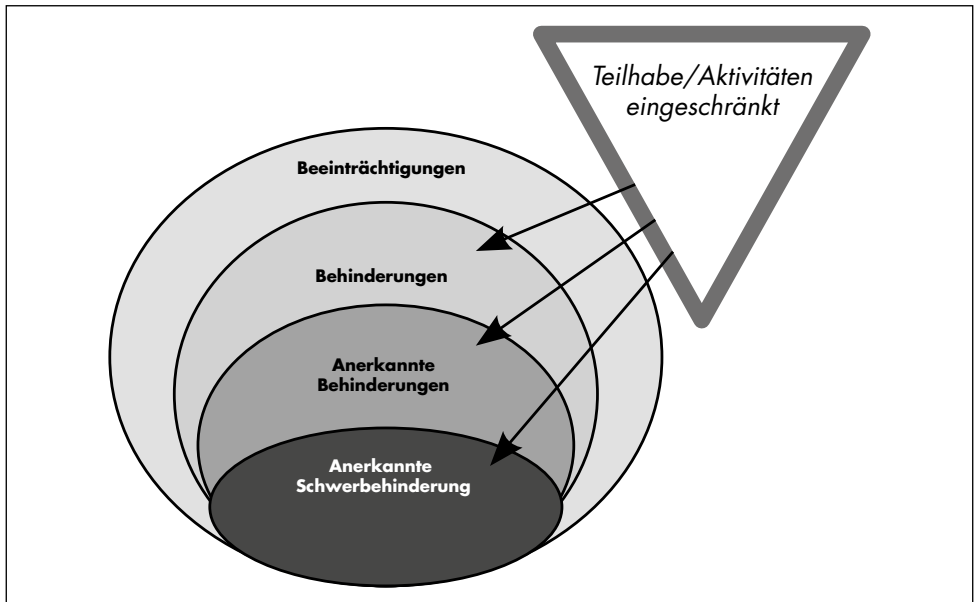 Teilhabe/Aktivitäten
eingeschränkt
Beeinträchtigungen
Behinderungen
Anerkannte
Behinderungen
Anerkannte
Schwerbehinderung